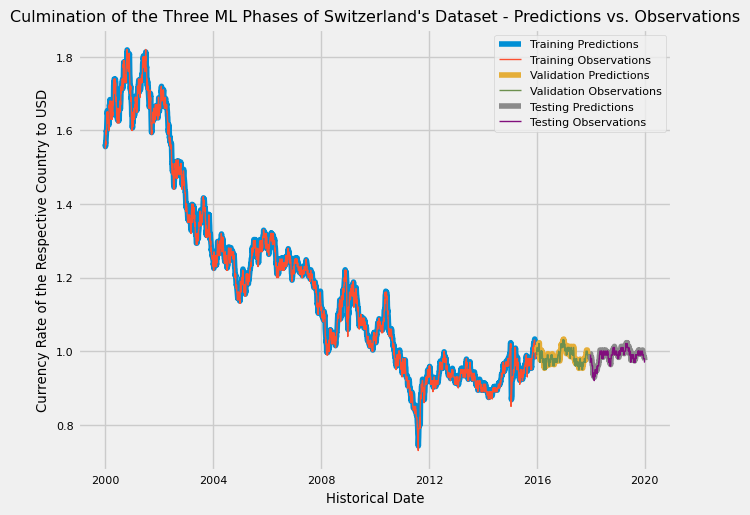 Culmination of the Three ML Phases of Switzerland's Dataset - Predictions vs. Observations
Training Predictions
Training Observations
Validation Predictions
Validation Observations
Testing Predictions
Testing Observations
Currency Rate of the Respective Country to USD
1.8
1.6
1.4
1.2
1.0
0.8
2000
2004
2008
2012
2016
2020
Historical Date